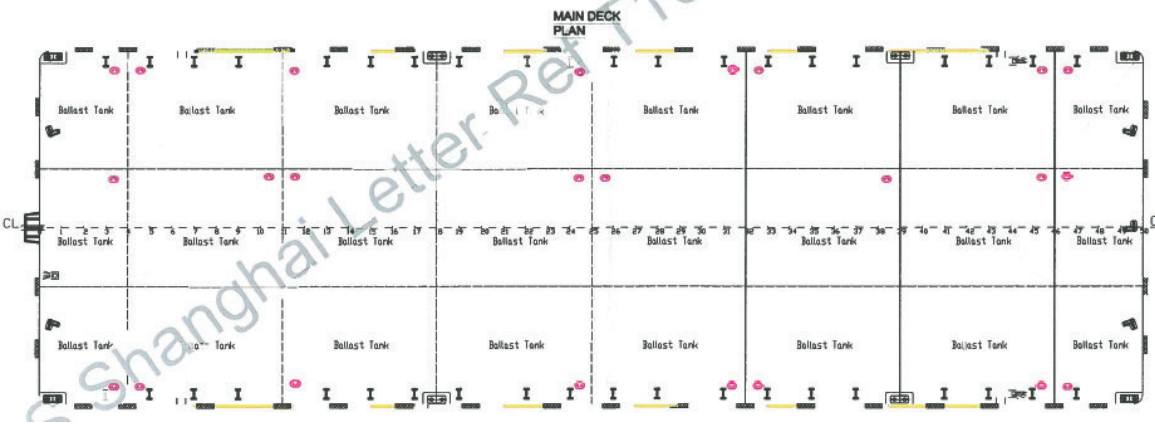 MAIN DECK
PLAN
S Shanghai Letter Ref
Ballast Tank Ballast Tank Ballast Tank Ballast Tank Ballast Tank Ballast Tank Ballast Tank
CL 1 2 3 4 5 6 7 8 9 10 11 12 13 14 15 16 17 18 19 20 21 22 23 24 25 26 27 28 29 30 31 32 33 34 35 36 37 38 39 40 41 42 43 44 45 46 47 48 49 50
Ballast Tank Ballast Tank Ballast Tank Ballast Tank Ballast Tank Ballast Tank Ballast Tank Ballast Tank
Ballast Tank Tank Ballast Tank Ballast Tank Ballast Tank Ballast Tank Ballast Tank Ballast Tank